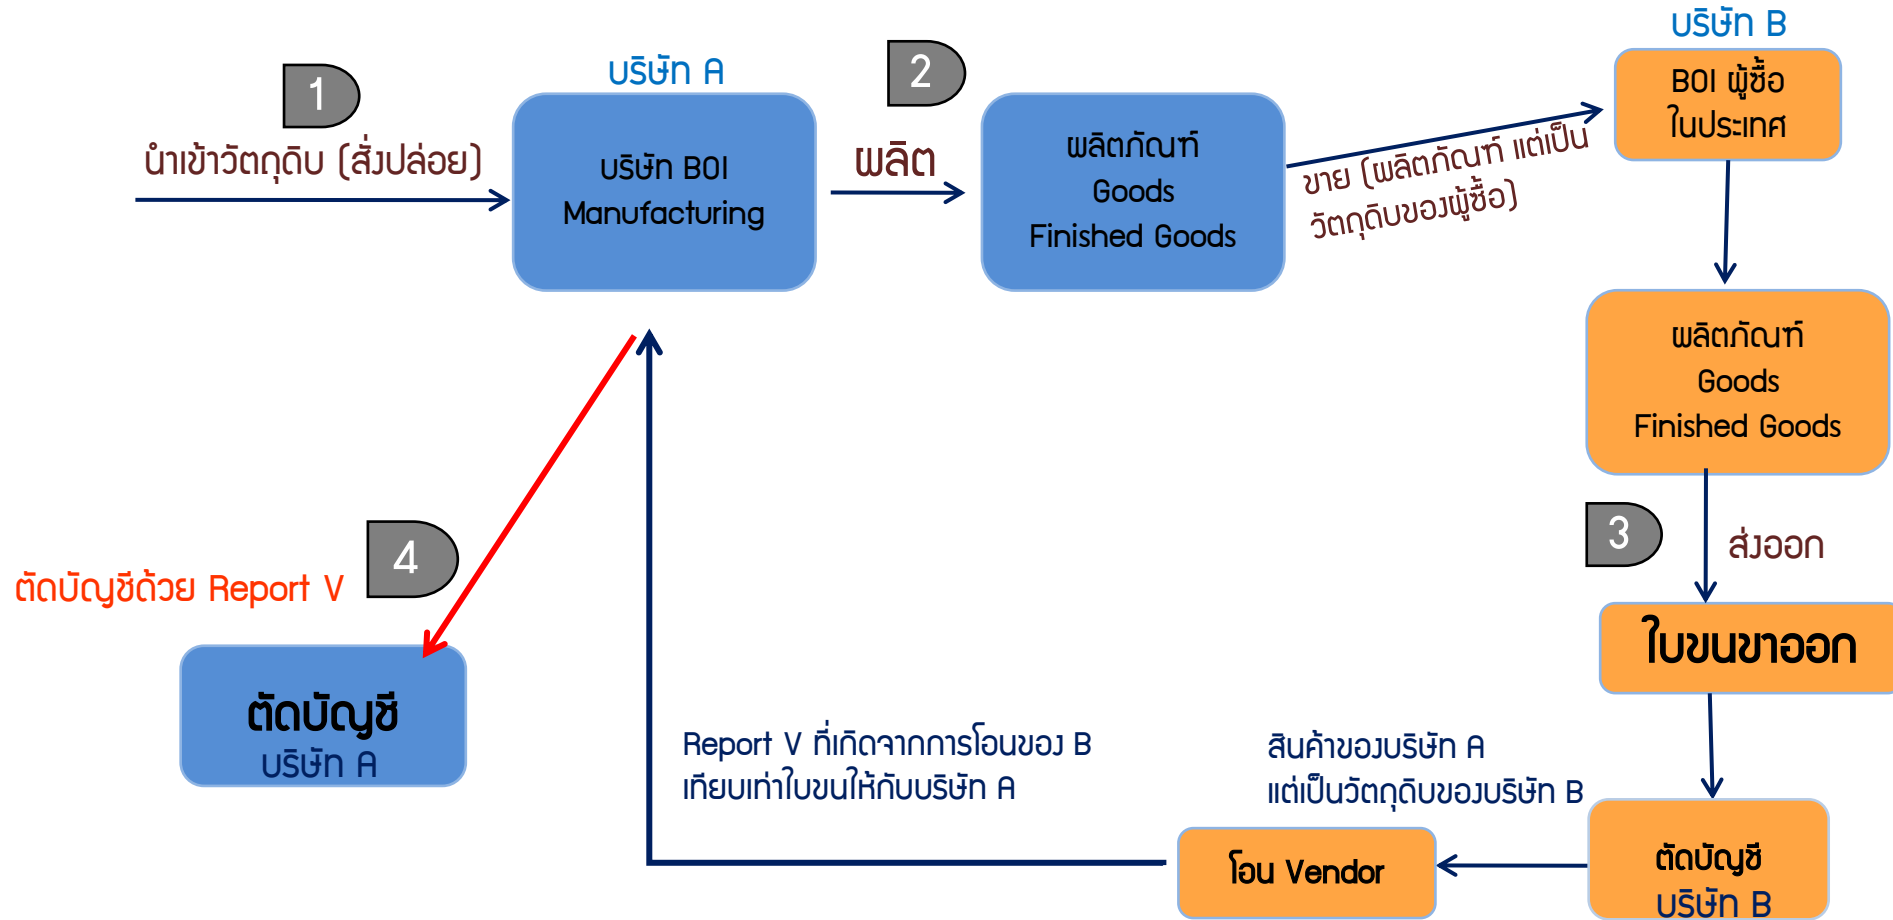 1
นำเข้าวัตถุดิบ (สั่งปล่อย)
บริษัท A
บริษัท BOI
Manufacturing
2
ผลิต
ผลิตภัณฑ์
Goods
Finished Goods
ขาย (ผลิตภัณฑ์ แต่เป็น
วัตถุดิบของผู้ซื้อ)
บริษัท B
BOI ผู้ซื้อ
ในประเทศ
ผลิตภัณฑ์
Goods
Finished Goods
3
ส่งออก
ใบขนขาออก
ตัดบัญชี
บริษัท B
สินค้าของบริษัท A
แต่เป็นวัตถุดิบของบริษัท B
โอน Vendor
Report V ที่เกิดจากการโอนของ B
เทียบเท่าใบขนให้กับบริษัท A
4
ตัดบัญชีด้วย Report V
ตัดบัญชี
บริษัท A